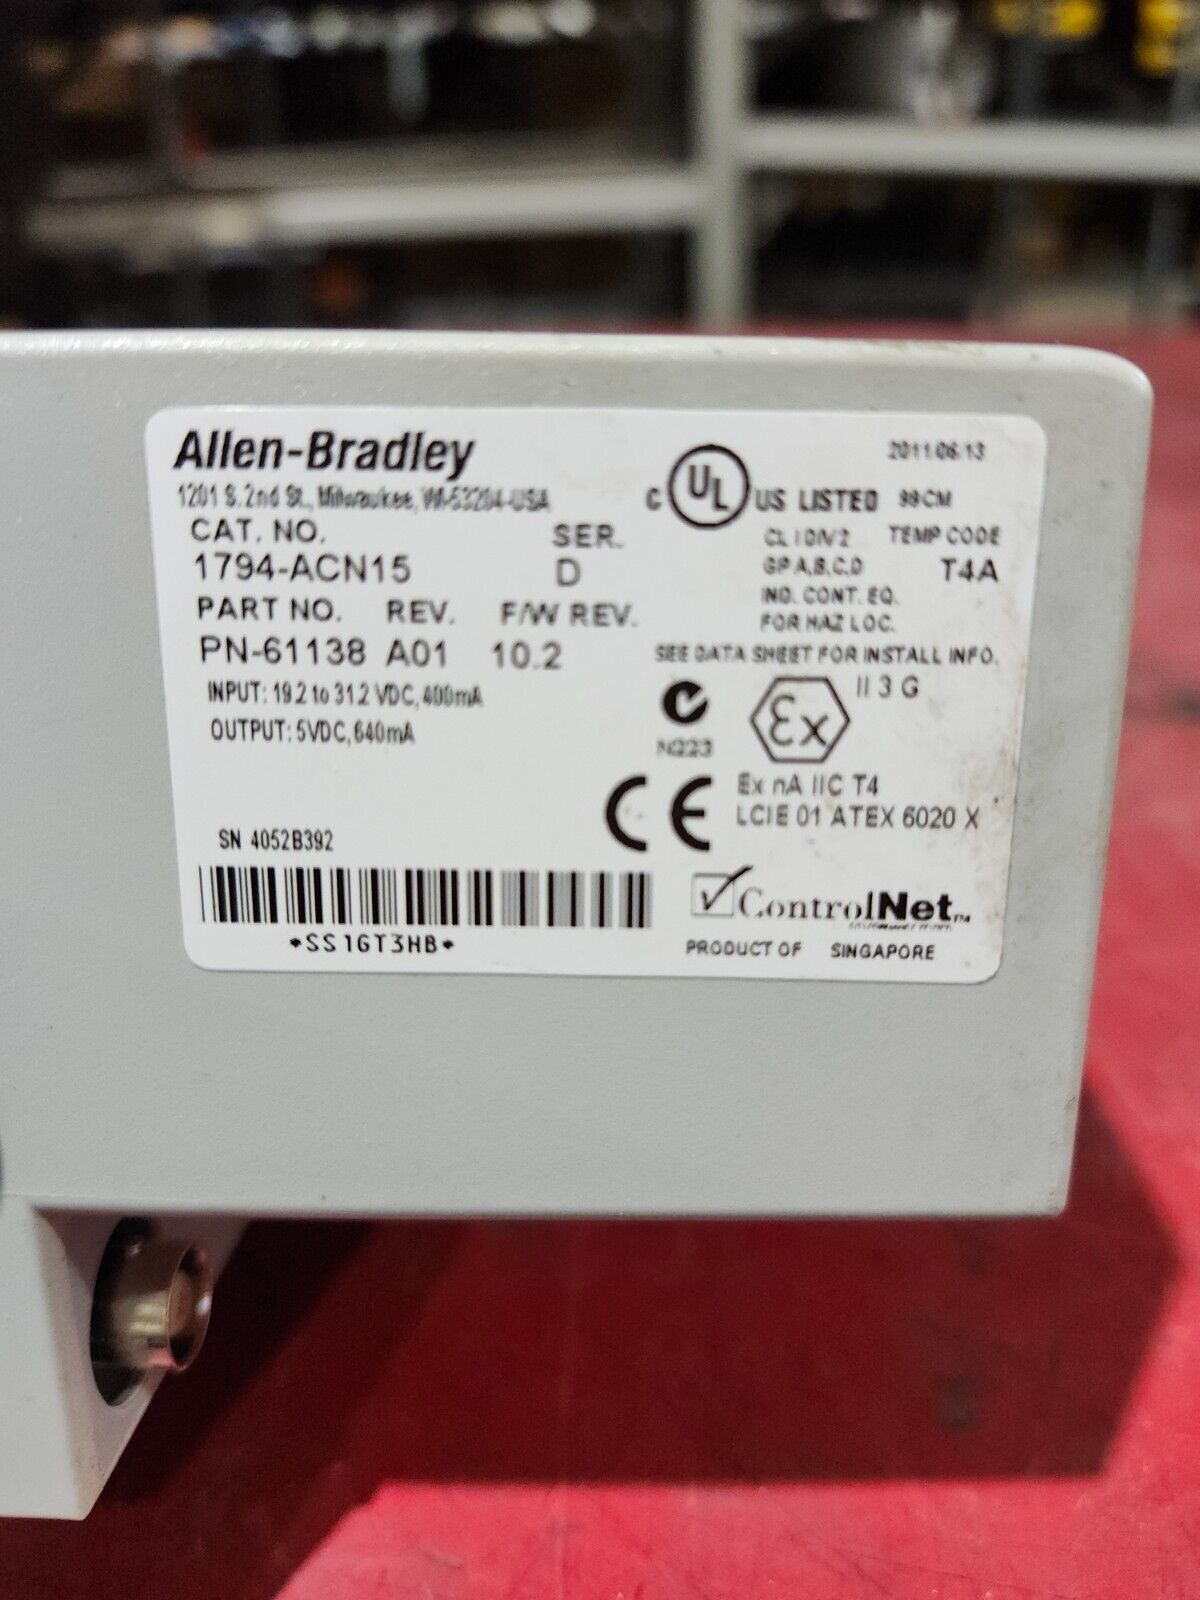 Allen-Bradley
1201 S. 2nd St., Milwaukee, WI-53204-USA
CAT. NO. SER.
1794-ACN15 D
PART NO. REV. F/W REV.
PN-61138 A01 10.2
INPUT: 19.2 to 31.2 VDC, 400mA
OUTPUT: 5VDC, 640mA
SN 4052B392
*SS1GT3HB*
2011/06/13
C UL US LISTED 99CM
CL I DIV 2 TEMP CODE
GP A,B,C,D T4A
IND. CONT. EQ.
FOR HAZ LOC.
SEE DATA SHEET FOR INSTALL INFO.
N223
Ex II 3 G
CE
Ex nA IIC T4
LCIE 01 ATEX 6020 X
ControlNet™
PRODUCT OF SINGAPORE